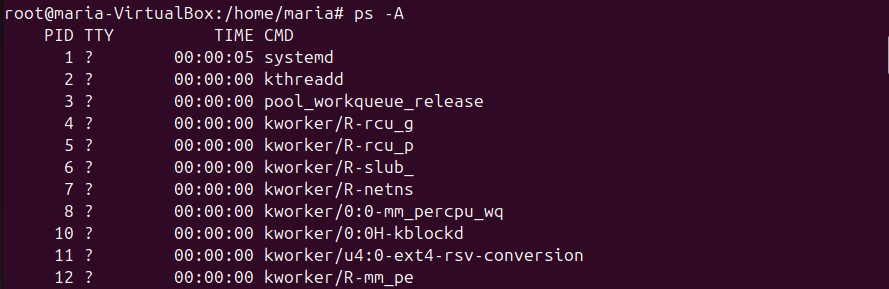 root@maria-VirtualBox:/home/maria# ps -A
PID TTY TIME CMD
1 ? 00:00:05 systemd
2 ? 00:00:00 kthreadd
3 ? 00:00:00 pool_workqueue_release
4 ? 00:00:00 kworker/R-rcu_g
5 ? 00:00:00 kworker/R-rcu_p
6 ? 00:00:00 kworker/R-slub_
7 ? 00:00:00 kworker/R-netns
8 ? 00:00:00 kworker/0:0-mm_percpu_wq
10 ? 00:00:00 kworker/0:0H-kblockd
11 ? 00:00:00 kworker/u4:0-ext4-rsv-conversion
12 ? 00:00:00 kworker/R-mm_pe